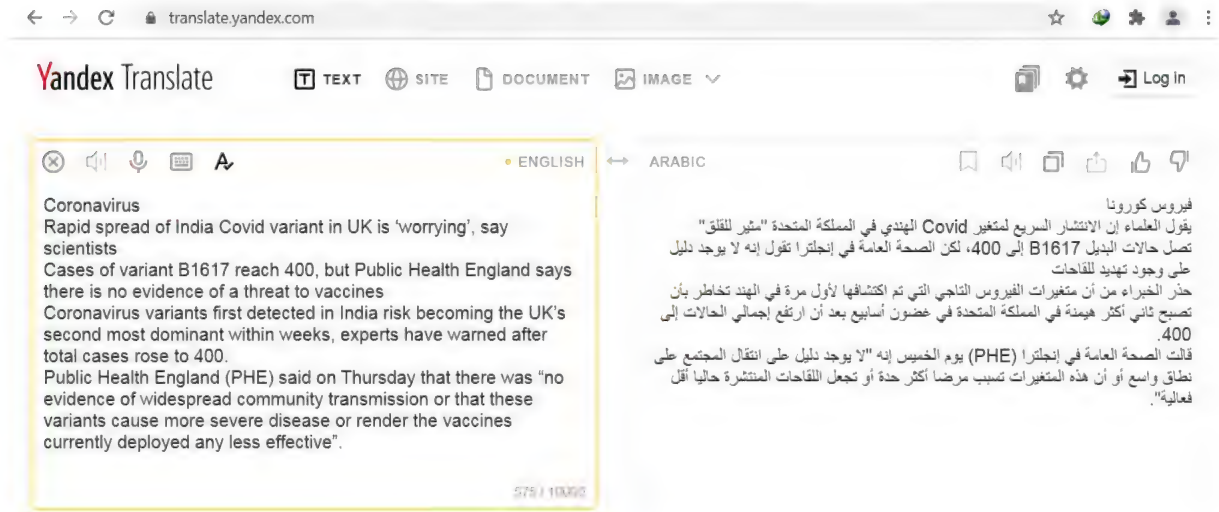 translate.yandex.com
Yandex Translate
TEXT
SITE
DOCUMENT
IMAGE
Log in
ENGLISH
ARABIC
Coronavirus
Rapid spread of India Covid variant in UK is ‘worrying’, say
scientists
Cases of variant B1617 reach 400, but Public Health England says
there is no evidence of a threat to vaccines
Coronavirus variants first detected in India risk becoming the UK’s
second most dominant within weeks, experts have warned after
total cases rose to 400.
Public Health England (PHE) said on Thursday that there was “no
evidence of widespread community transmission or that these
variants cause more severe disease or render the vaccines
currently deployed any less effective”.
575 / 10000
فيروس كورونا
يقول العلماء إن الانتشار السريع لمتغير Covid الهندي في المملكة المتحدة "مثير للقلق"
تصل حالات البديل B1617 إلى 400، لكن الصحة العامة في إنجلترا تقول إنه لا يوجد دليل
على وجود تهديد للقاحات
حذر الخبراء من أن متغيرات الفيروس التاجي التي تم اكتشافها لأول مرة في الهند تخاطر بأن
تصبح ثاني أكثر هيمنة في المملكة المتحدة في غضون أسابيع بعد أن ارتفع إجمالي الحالات إلى
400.
قالت الصحة العامة في إنجلترا (PHE) يوم الخميس إنه "لا يوجد دليل على انتقال المجتمع على
نطاق واسع أو أن هذه المتغيرات تسبب مرضا أكثر حدة أو تجعل اللقاحات المنتشرة حاليا أقل
فعالية".